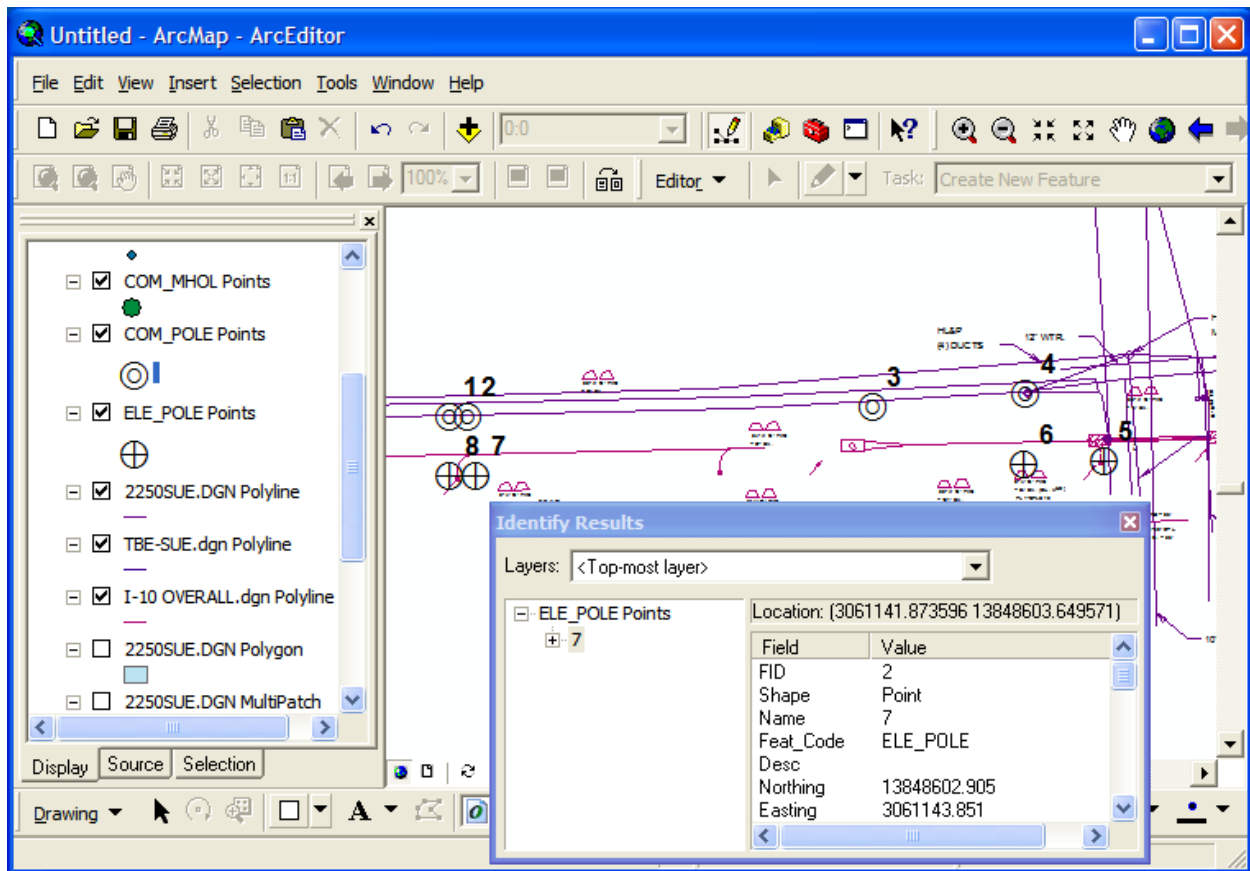 Untitled - ArcMap - ArcEditor
File Edit View Insert Selection Tools Window Help
0:0
1:1
100%
Editor
Task:
Create New Feature
COM_MHOL Points
COM_POLE Points
ELE_POLE Points
2250SUE.DGN Polyline
TBE-SUE.dgn Polyline
I-10 OVERALL.dgn Polyline
2250SUE.DGN Polygon
2250SUE.DGN MultiPatch
Display Source Selection
HL&P
(4) DUCTS
12" WTR.
1 2
3
4
8 7
6
5
Identify Results
Layers: <Top-most layer>
ELE_POLE Points
7
Location: (3061141.873596 13848603.649571)
Field Value
FID 2
Shape Point
Name 7
Feat_Code ELE_POLE
Desc
Northing 13848602.905
Easting 3061143.851
Drawing
A